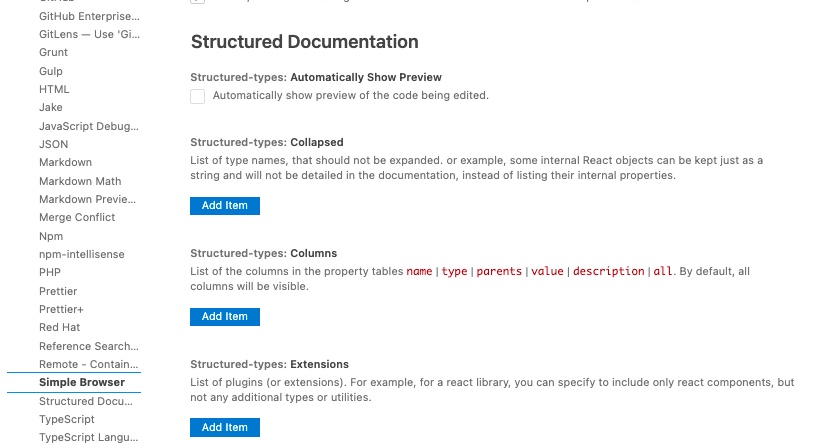 GitHub Enterprise...
GitLens — Use 'Gi...
Grunt
Gulp
HTML
Jake
JavaScript Debug...
JSON
Markdown
Markdown Math
Markdown Previe...
Merge Conflict
Npm
npm-intellisense
PHP
Prettier
Prettier+
Red Hat
Reference Search...
Remote - Contain...
Simple Browser
Structured Docu...
TypeScript
TypeScript Langu...
Structured Documentation
Structured-types: Automatically Show Preview
Automatically show preview of the code being edited.
Structured-types: Collapsed
List of type names, that should not be expanded. or example, some internal React objects can be kept just as a
string and will not be detailed in the documentation, instead of listing their internal properties.
Add Item
Structured-types: Columns
List of the columns in the property tables name | type | parents | value | description | all. By default, all
columns will be visible.
Add Item
Structured-types: Extensions
List of plugins (or extensions). For example, for a react library, you can specify to include only react components, but
not any additional types or utilities.
Add Item